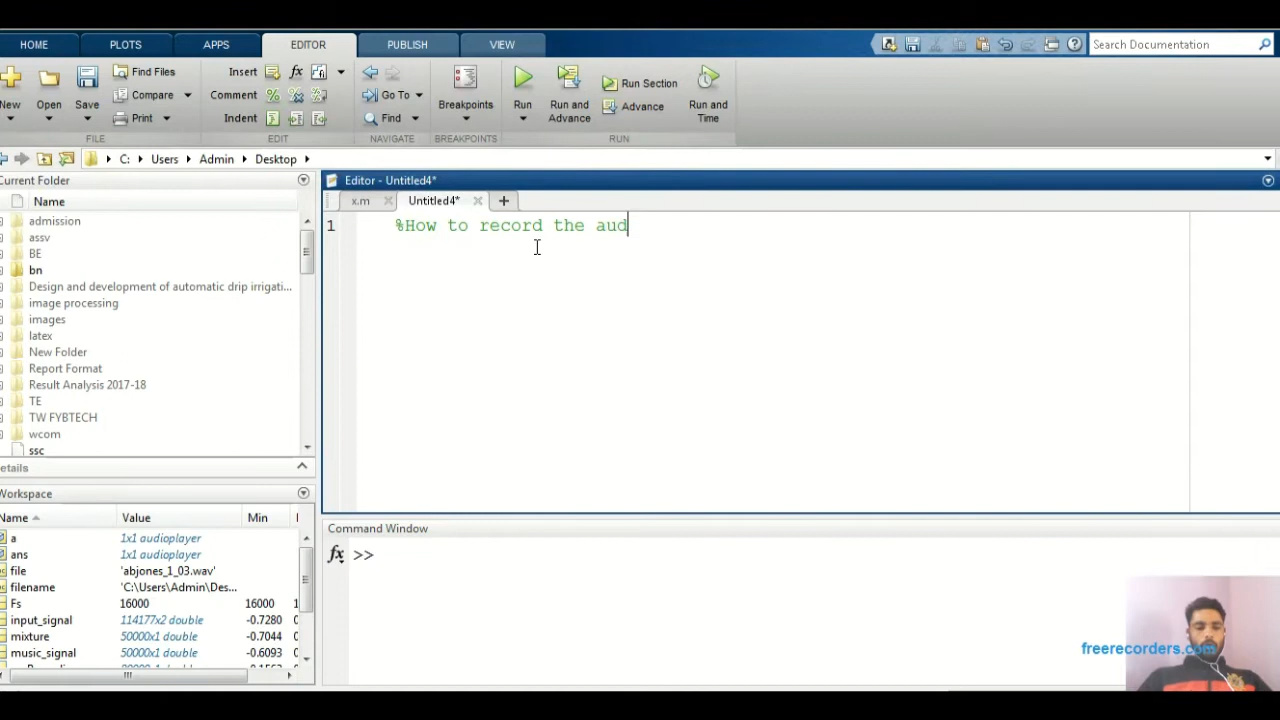 HOME PLOTS APPS EDITOR PUBLISH VIEW Search Documentation
New Open Save Find Files Compare Print
Insert Comment Indent
Go To Find
Breakpoints
Run Run and Advance Run Section Advance Run and Time
FILE EDIT NAVIGATE BREAKPOINTS RUN
C: Users Admin Desktop
Current Folder
Name
admission
assv
BE
bn
Design and development of automatic drip irrigati...
image processing
images
latex
New Folder
Report Format
Result Analysis 2017-18
TE
TW FYBTECH
wcom
ssc
etails
Workspace
Name Value Min
a 1x1 audioplayer
ans 1x1 audioplayer
file 'abjones_1_03.wav'
filename 'C:\Users\Admin\Des...
Fs 16000 16000
input_signal 114177x2 double -0.7280
mixture 50000x1 double -0.7044
music_signal 50000x1 double -0.6093
Editor - Untitled4*
x.m Untitled4* +
1 %How to record the aud
Command Window
fx >>
freerecorders.com